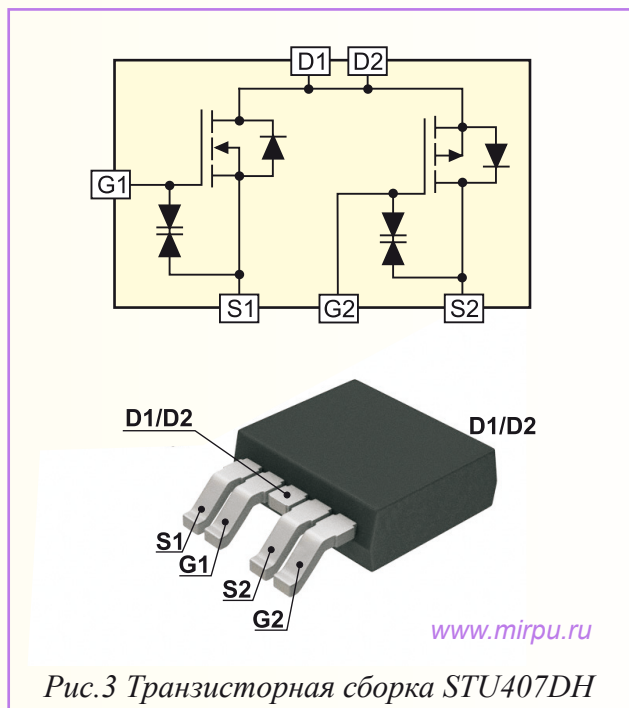 D1 D2
G1
S1 G2 S2
D1/D2 D1/D2
S1
G1
S2
G2
www.mirpu.ru
Рис.3 Транзисторная сборка STU407DH